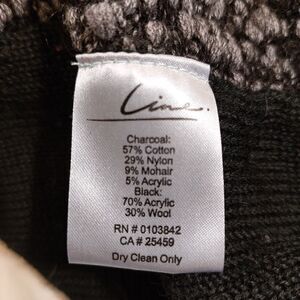 Line.
Charcoal:
57% Cotton
29% Nylon
9% Mohair
5% Acrylic
Black:
70% Acrylic
30% Wool
RN # 0103842
CA # 25459
Dry Clean Only